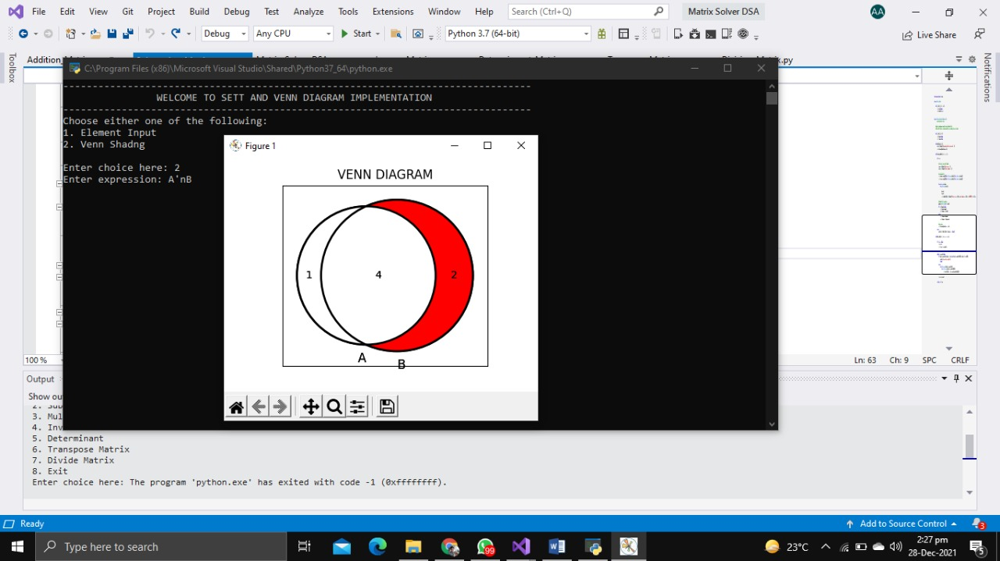 File Edit View Git Project Build Debug Test Analyze Tools Extensions Window Help Search (Ctrl+Q) Matrix Solver DSA AA
Debug Any CPU Start Python 3.7 (64-bit) Live Share
Toolbox
Addition
.py
Notifications
C:\Program Files (x86)\Microsoft Visual Studio\Shared\Python37_64\python.exe
--------------------------------------------------------------------------------
WELCOME TO SETT AND VENN DIAGRAM IMPLEMENTATION
--------------------------------------------------------------------------------
Choose either one of the following:
1. Element Input
2. Venn Shadng
Enter choice here: 2
Enter expression: A'nB
Figure 1
VENN DIAGRAM
1 4 2
A B
100 % Ln: 63 Ch: 9 SPC CRLF
Output
Show ou
2. Sub
3. Mul
4. Inv
5. Determinant
6. Transpose Matrix
7. Divide Matrix
8. Exit
Enter choice here: The program 'python.exe' has exited with code -1 (0xffffffff).
Ready Add to Source Control 3
Type here to search 99 23°C 2:27 pm
28-Dec-2021 5